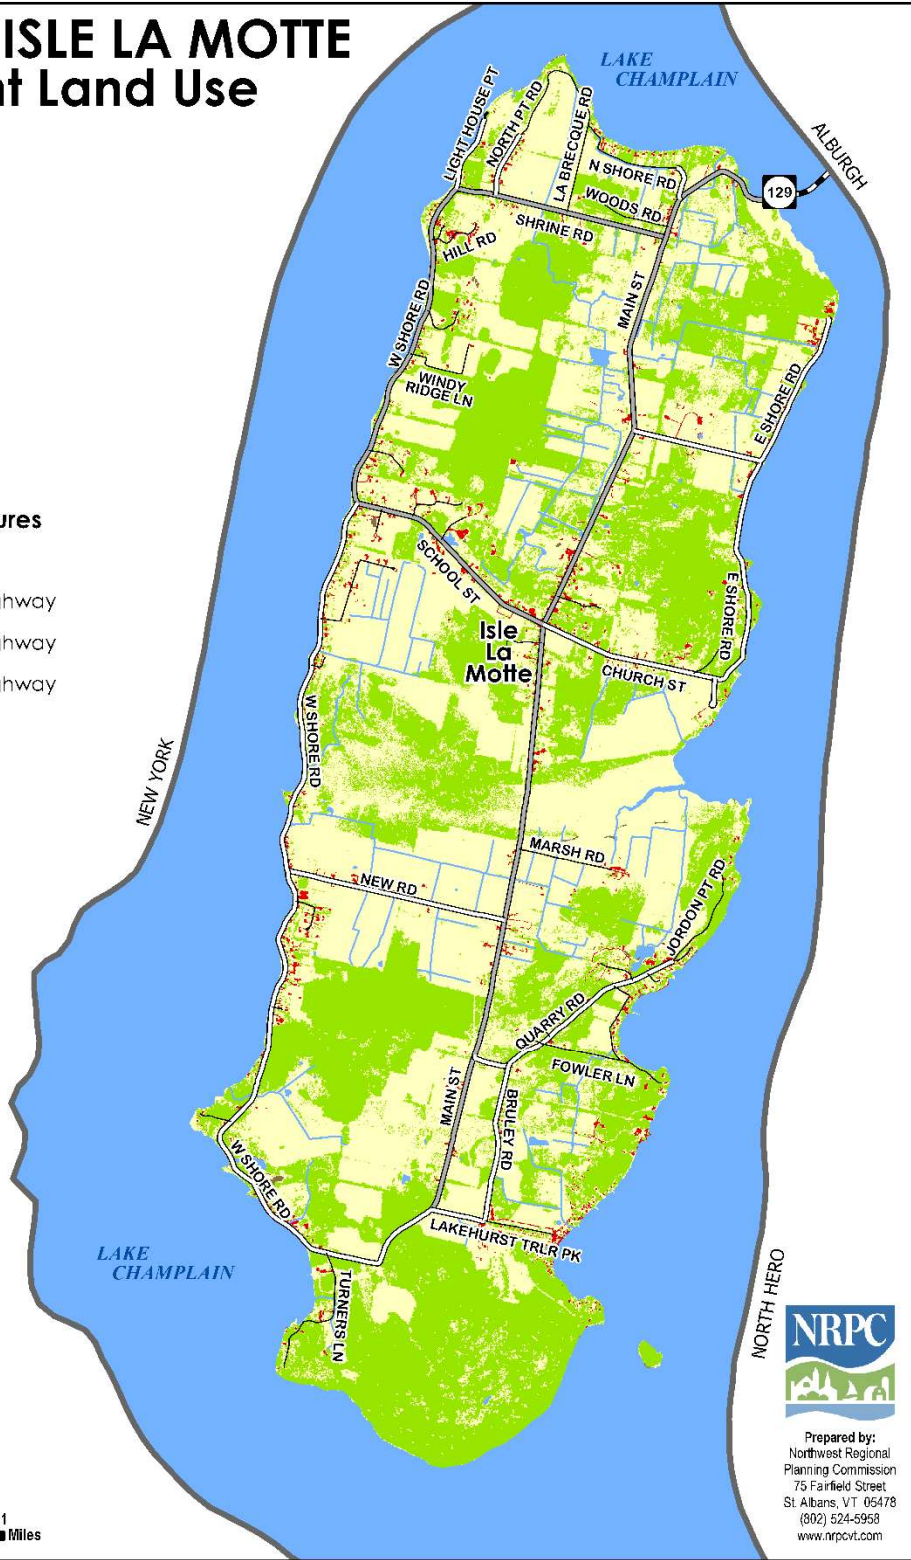 ISLE LA MOTTE
nt Land Use
LAKE
CHAMPLAIN
ALBURGH
129
LIGHT HOUSE PT
NORTH PT RD
LA BRECQUE RD
N SHORE RD
WOODS RD
SHRINE RD
HILL RD
MAIN ST
W SHORE RD
WINDY
RIDGE LN
E SHORE RD
ures
SCHOOL ST
E SHORE RD
ghway
Isle
La
Motte
ghway
CHURCH ST
ghway
W SHORE RD
NEW YORK
MARSH RD
NEW RD
JORDON PT RD
QUARRY RD
FOWLER LN
MAIN ST
BRULEY RD
W SHORE RD
LAKEHURST TRLR PK
LAKE
CHAMPLAIN
TURNERS LN
NORTH HERO
NRPC
Prepared by:
Northwest Regional
Planning Commission
75 Fairfield Street
St. Albans, VT 05478
(802) 524-5958
www.nrpcvt.com
1
Miles